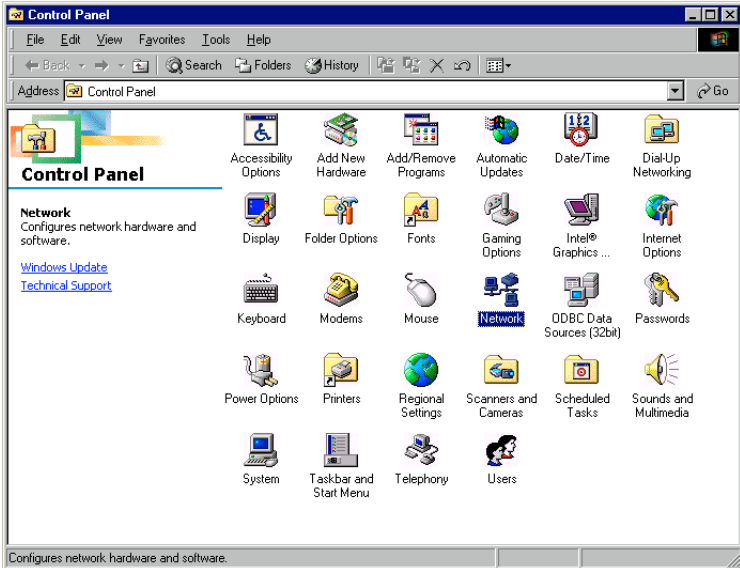 Control Panel
File Edit View Favorites Tools Help
Back Search Folders History
Address Control Panel Go
Control Panel
Network
Configures network hardware and
software.
Windows Update
Technical Support
Accessibility
Options
Add New
Hardware
Add/Remove
Programs
Automatic
Updates
Date/Time
Dial-Up
Networking
Display
Folder Options
Fonts
Gaming
Options
Intel®
Graphics ...
Internet
Options
Keyboard
Modems
Mouse
Network
ODBC Data
Sources (32bit)
Passwords
Power Options
Printers
Regional
Settings
Scanners and
Cameras
Scheduled
Tasks
Sounds and
Multimedia
System
Taskbar and
Start Menu
Telephony
Users
Configures network hardware and software.